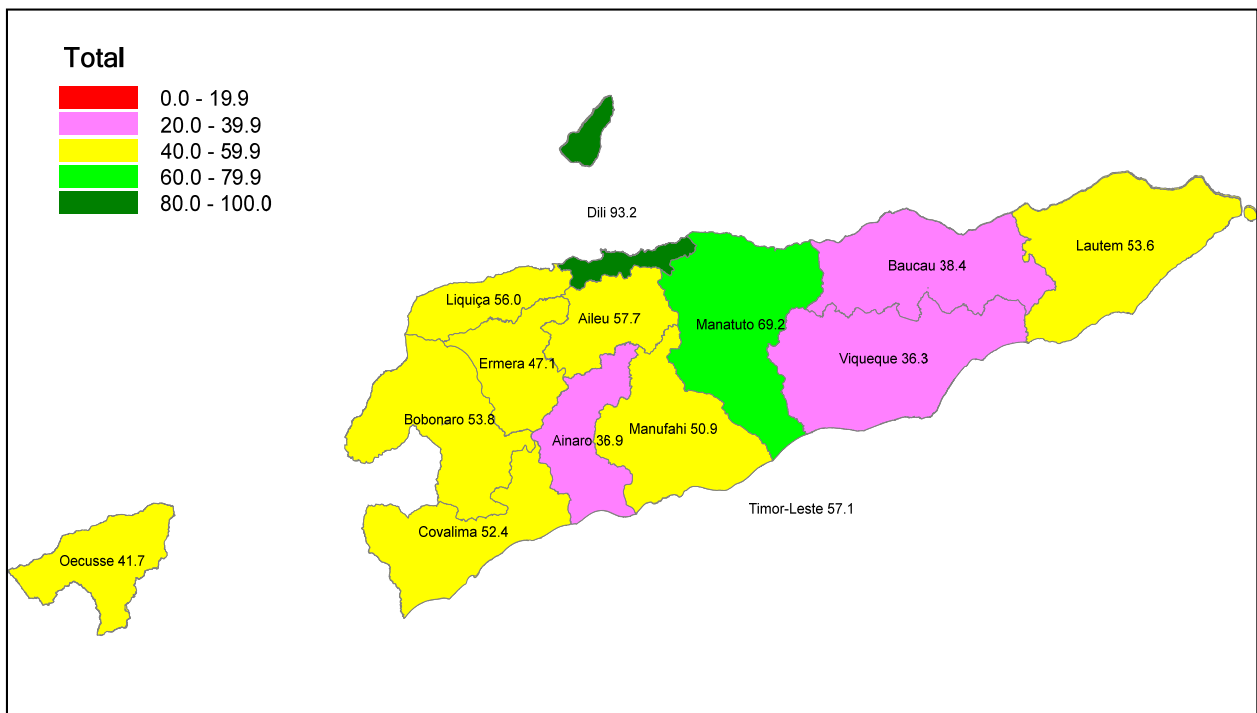 Total
0.0 - 19.9
20.0 - 39.9
40.0 - 59.9
60.0 - 79.9
80.0 - 100.0
Dili 93.2
Lautem 53.6
Baucau 38.4
Liquiça 56.0
Aileu 57.7
Manatuto 69.2
Viqueque 36.3
Ermera 47.1
Bobonaro 53.8
Manufahi 50.9
Ainaro 36.9
Timor-Leste 57.1
Covalima 52.4
Oecusse 41.7